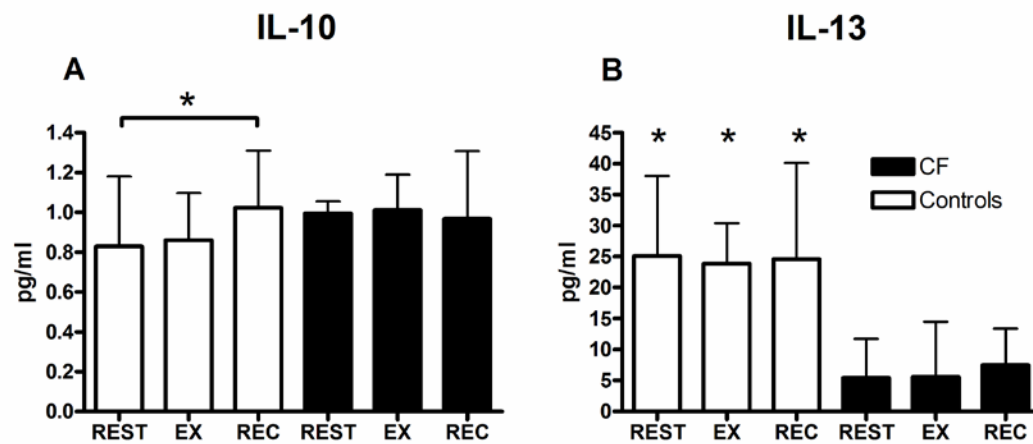 IL-10
A
*
pg/ml
1.4
1.2
1.0
0.8
0.6
0.4
0.2
0.0
REST EX REC REST EX REC
IL-13
B
* * *
pg/ml
45
40
35
30
25
20
15
10
5
0
CF
Controls
REST EX REC REST EX REC